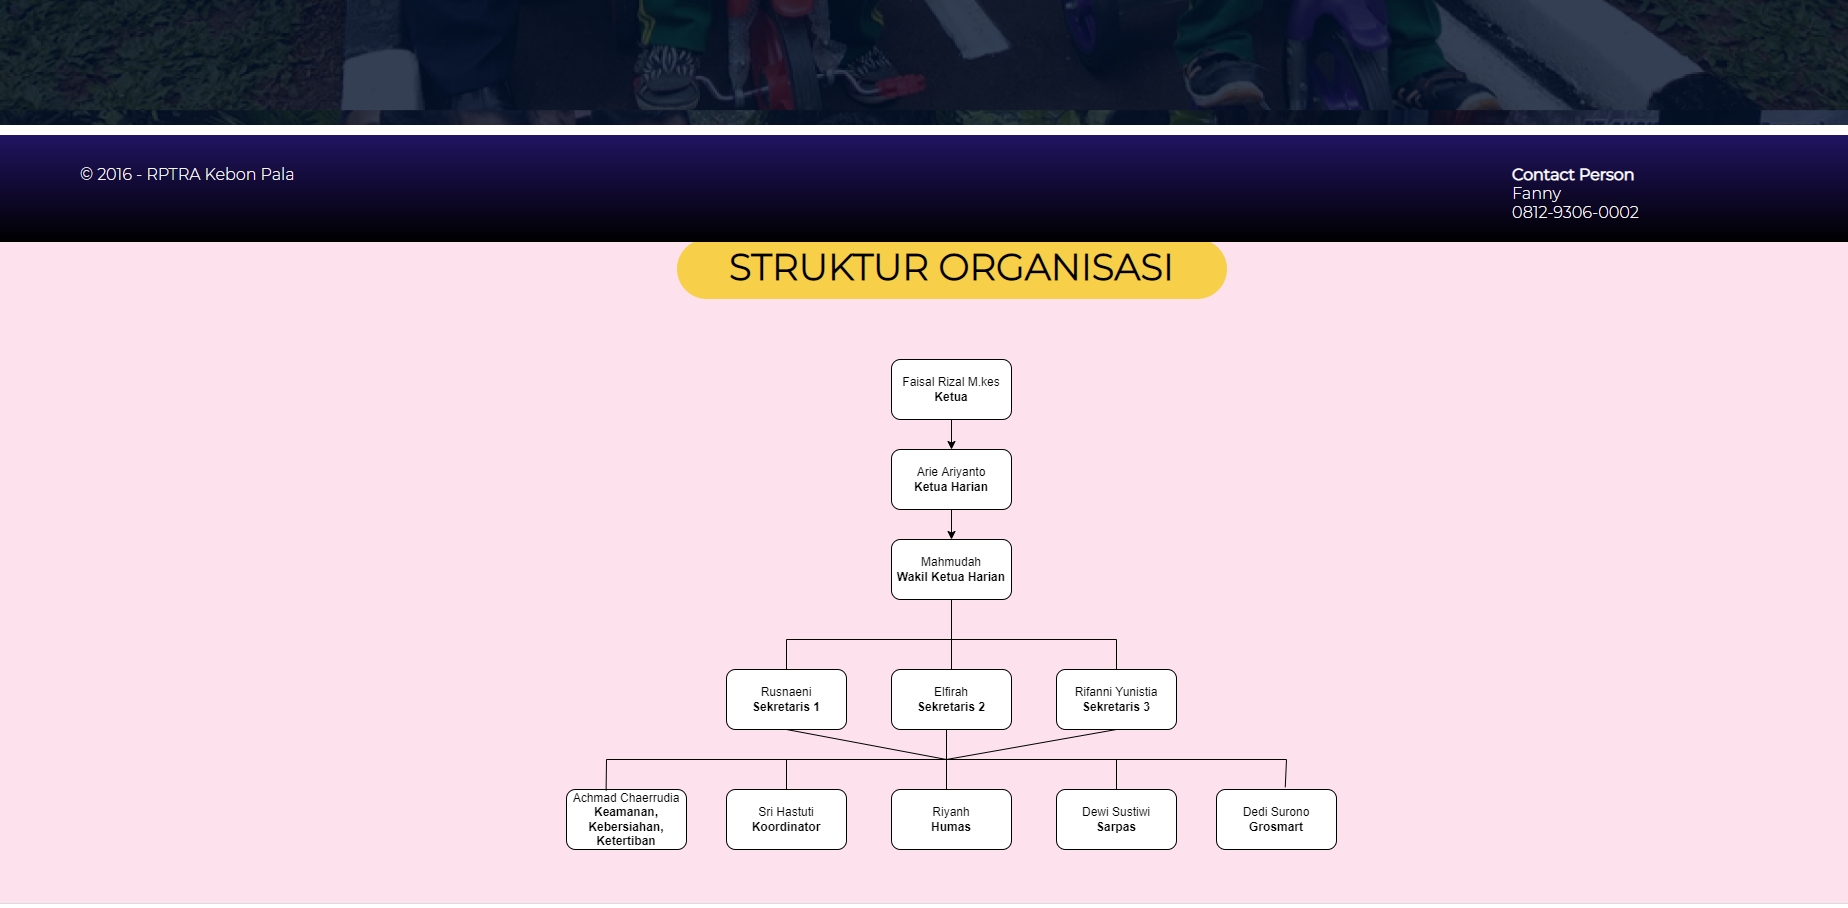 © 2016 - RPTRA Kebon Pala
Contact Person
Fanny
0812-9306-0002
STRUKTUR ORGANISASI
Faisal Rizal M.kes
Ketua
Arie Ariyanto
Ketua Harian
Mahmudah
Wakil Ketua Harian
Rusnaeni
Sekretaris 1
Elfirah
Sekretaris 2
Rifanni Yunistia
Sekretaris 3
Achmad Chaerrudia
Keamanan,
Kebersiahan,
Ketertiban
Sri Hastuti
Koordinator
Riyanh
Humas
Dewi Sustiwi
Sarpas
Dedi Surono
Grosmart